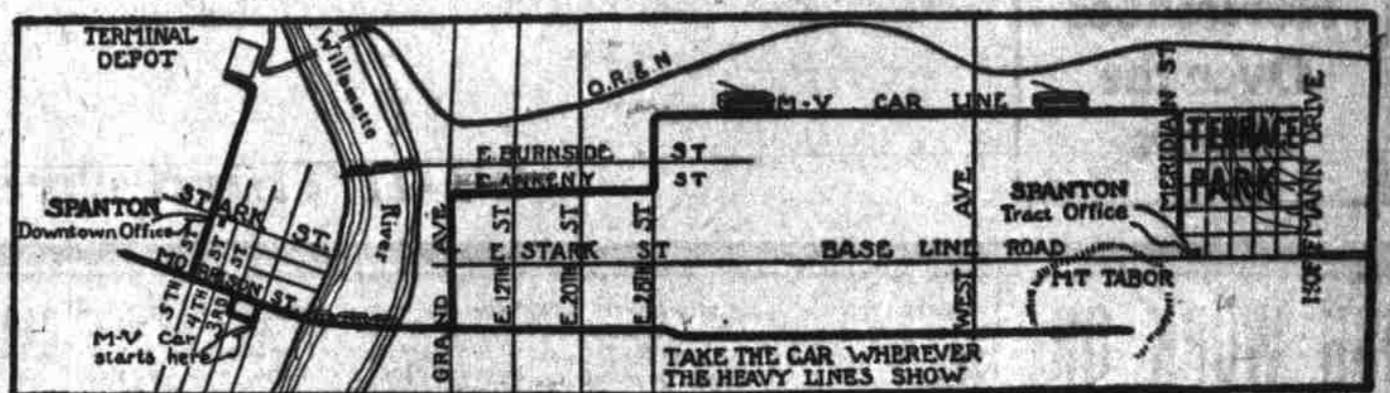 TERMINAL
DEPOT
Willamette
River
O.R.&N
M-V CAR LINE
E. BURNSIDE ST
E. ANKENY ST
STARK ST.
SPANTON
Downtown Office
MORRISON ST.
5TH ST
4TH ST
3RD ST
M-V Car
starts here
GRAND AVE
E. 12TH ST
E. 20TH ST
E. 28TH ST
E STARK ST
BASE LINE ROAD
WEST AVE
MERIDIAN ST
TERRACE
PARK
HOFFMANN DRIVE
SPANTON
Tract Office
MT TABOR
TAKE THE CAR WHEREVER
THE HEAVY LINES SHOW